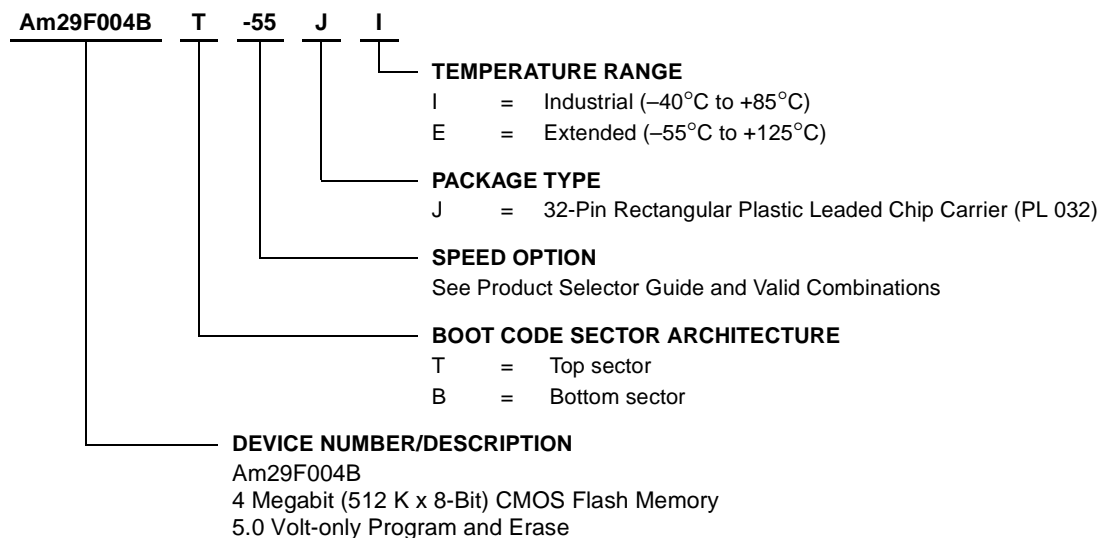 Am29F004B T -55 J I
TEMPERATURE RANGE
I = Industrial (–40°C to +85°C)
E = Extended (–55°C to +125°C)
PACKAGE TYPE
J = 32-Pin Rectangular Plastic Leaded Chip Carrier (PL 032)
SPEED OPTION
See Product Selector Guide and Valid Combinations
BOOT CODE SECTOR ARCHITECTURE
T = Top sector
B = Bottom sector
DEVICE NUMBER/DESCRIPTION
Am29F004B
4 Megabit (512 K x 8-Bit) CMOS Flash Memory
5.0 Volt-only Program and Erase